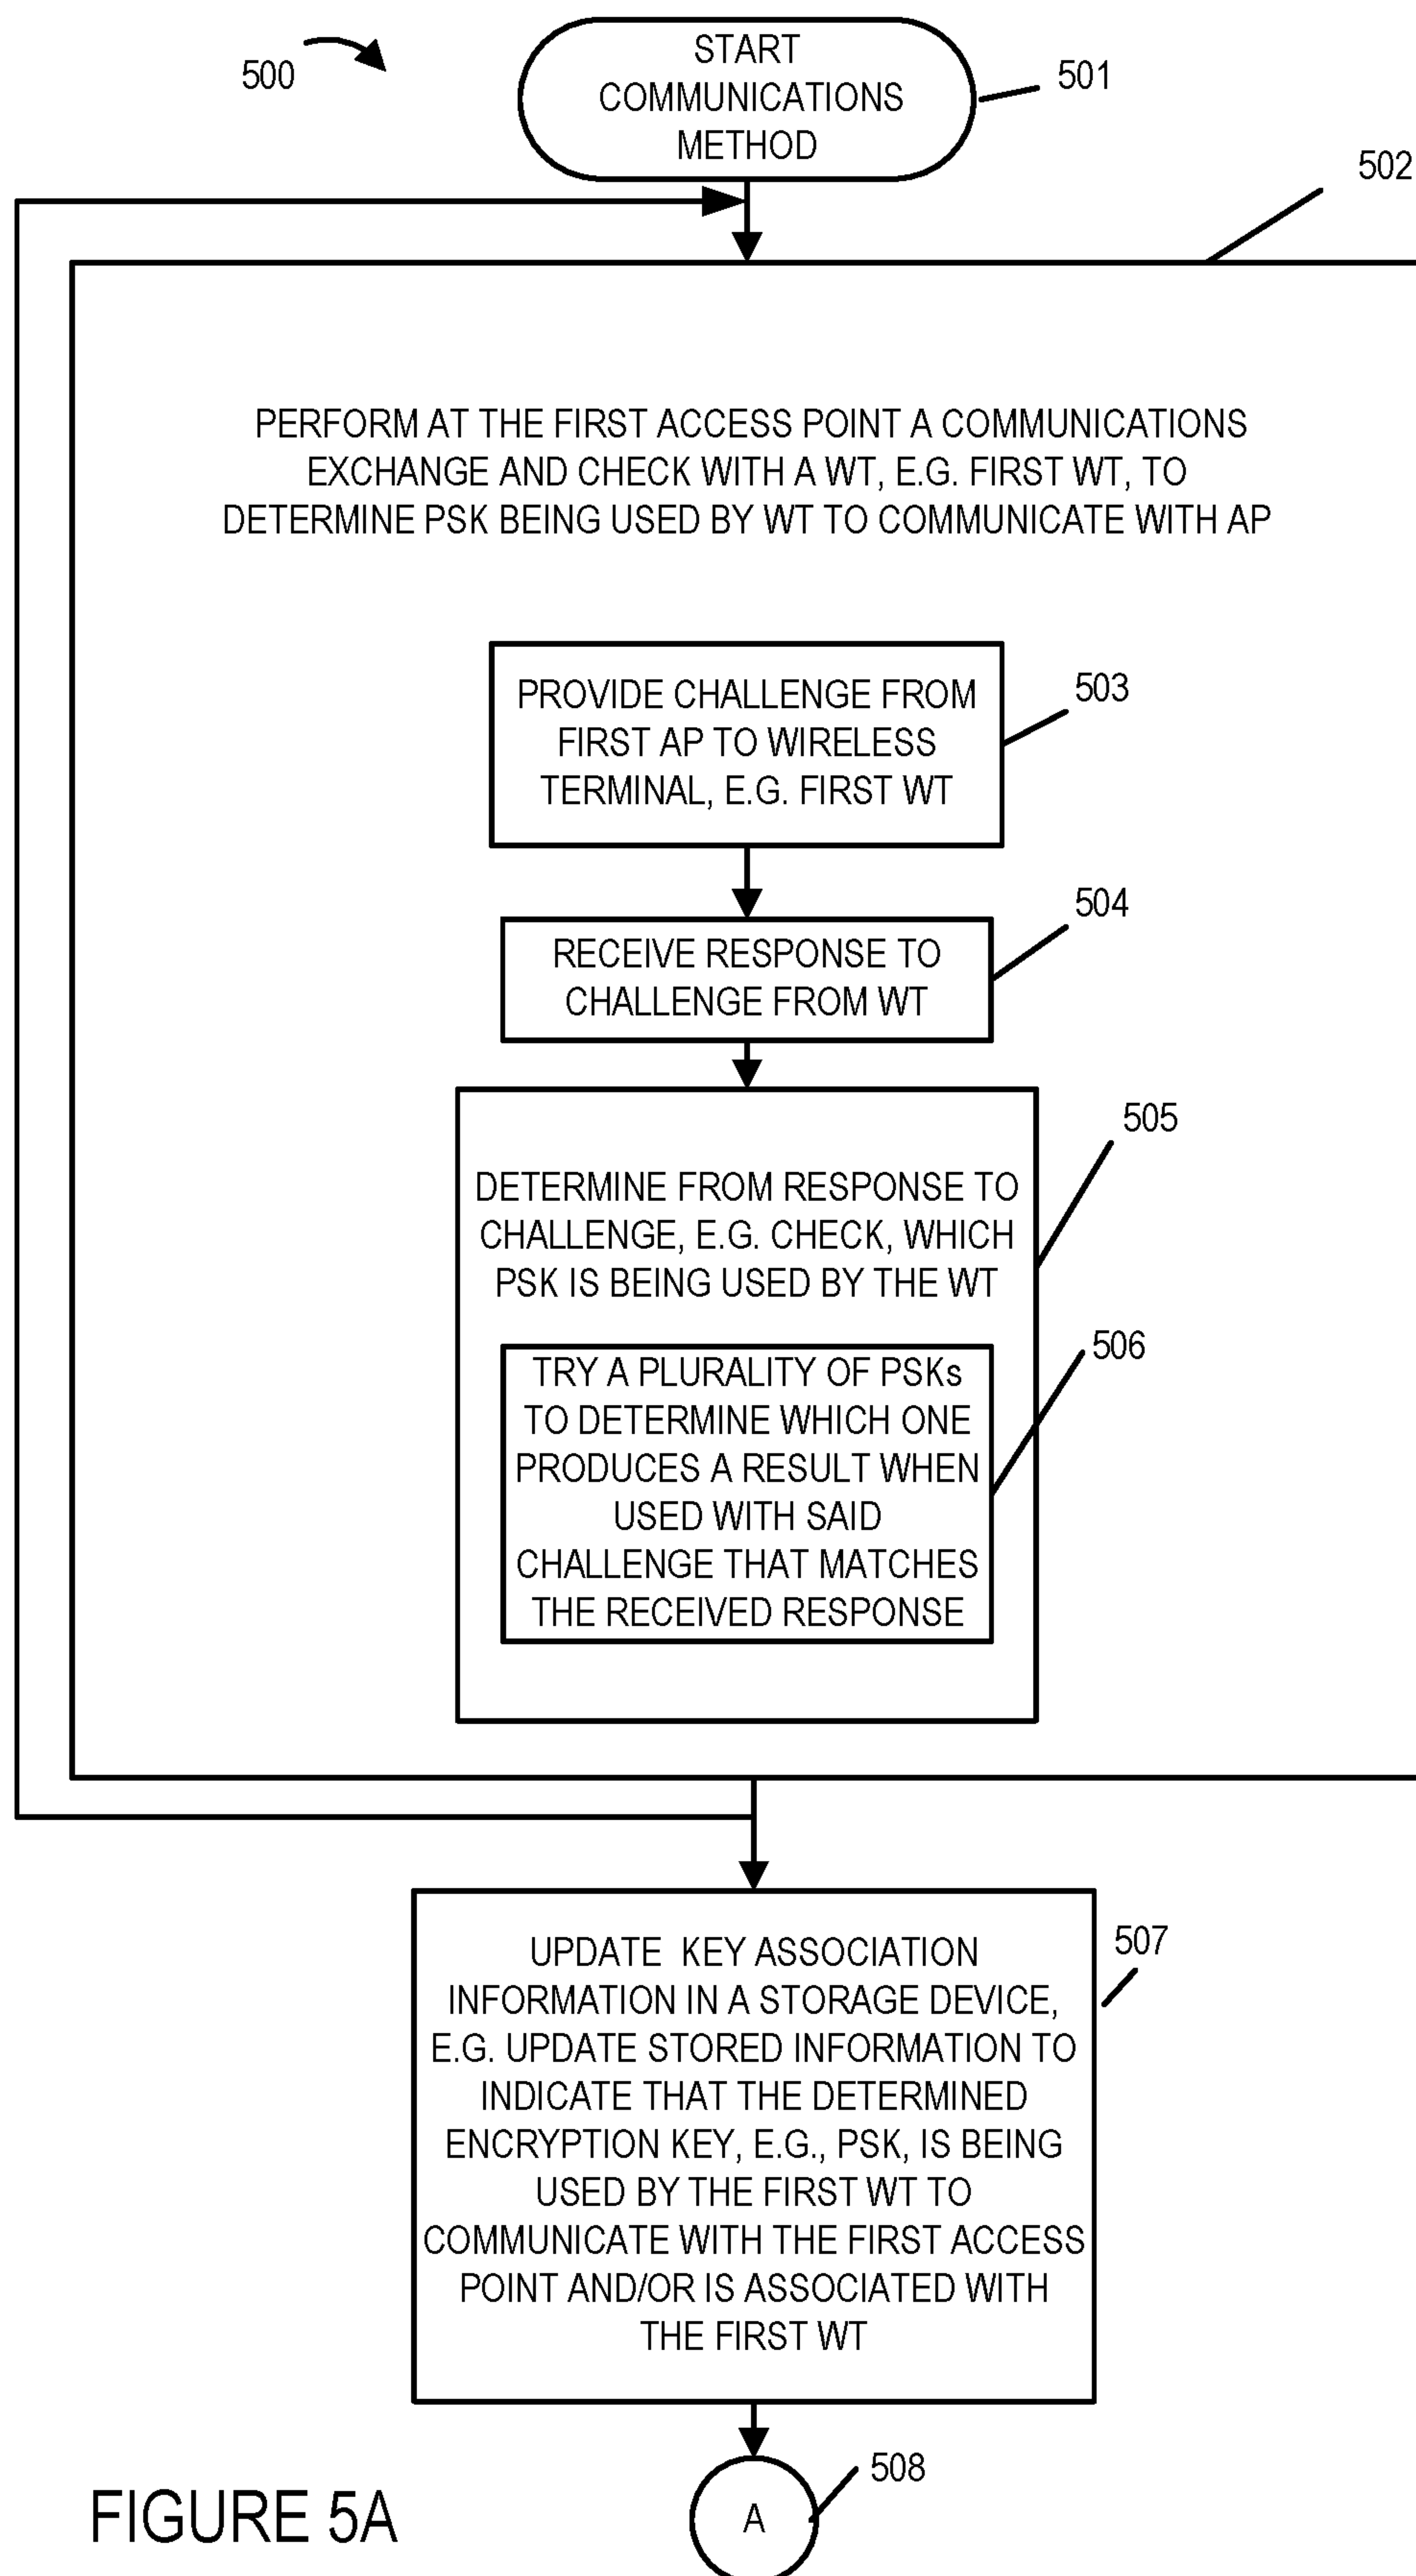 500
START
COMMUNICATIONS
METHOD
501
502
PERFORM AT THE FIRST ACCESS POINT A COMMUNICATIONS
EXCHANGE AND CHECK WITH A WT, E.G. FIRST WT, TO
DETERMINE PSK BEING USED BY WT TO COMMUNICATE WITH AP
PROVIDE CHALLENGE FROM
FIRST AP TO WIRELESS
TERMINAL, E.G. FIRST WT
503
RECEIVE RESPONSE TO
CHALLENGE FROM WT
504
DETERMINE FROM RESPONSE TO
CHALLENGE, E.G. CHECK, WHICH
PSK IS BEING USED BY THE WT
505
TRY A PLURALITY OF PSKs
TO DETERMINE WHICH ONE
PRODUCES A RESULT WHEN
USED WITH SAID
CHALLENGE THAT MATCHES
THE RECEIVED RESPONSE
506
UPDATE KEY ASSOCIATION
INFORMATION IN A STORAGE DEVICE,
E.G. UPDATE STORED INFORMATION TO
INDICATE THAT THE DETERMINED
ENCRYPTION KEY, E.G., PSK, IS BEING
USED BY THE FIRST WT TO
COMMUNICATE WITH THE FIRST ACCESS
POINT AND/OR IS ASSOCIATED WITH
THE FIRST WT
507
A
508
FIGURE 5A